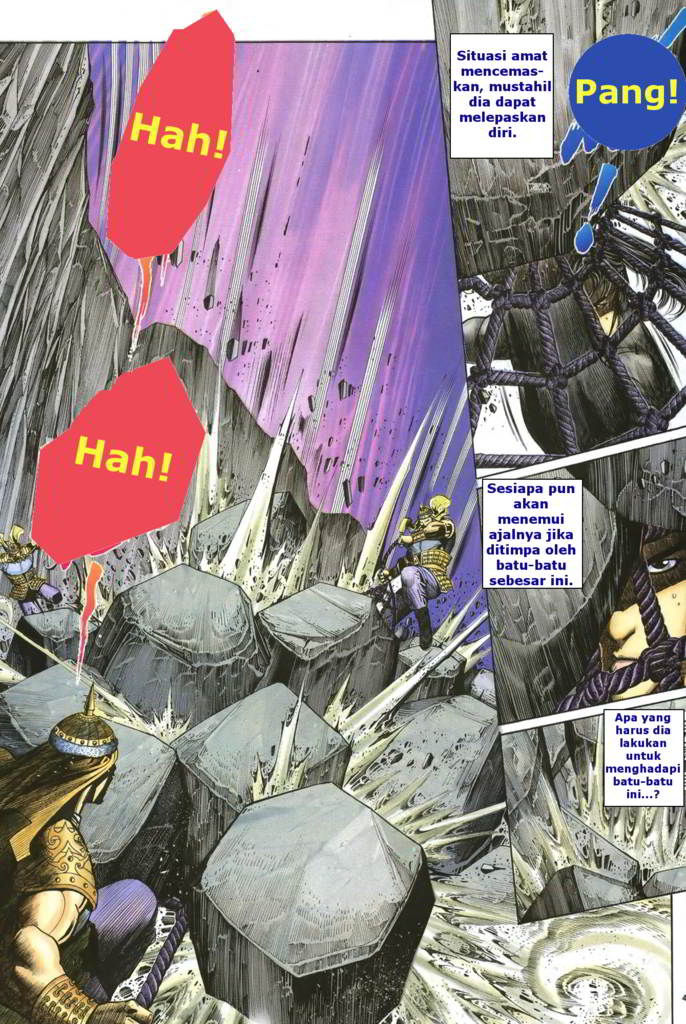 Hah!
Hah!
Situasi amat
mencemas-
kan, mustahil
dia dapat
melepaskan
diri.
Pang!
Sesiapa pun
akan
menemui
ajalnya jika
ditimpa oleh
batu-batu
sebesar ini.
Apa yang
harus dia
lakukan
untuk
menghadapi
batu-batu
ini...?
4